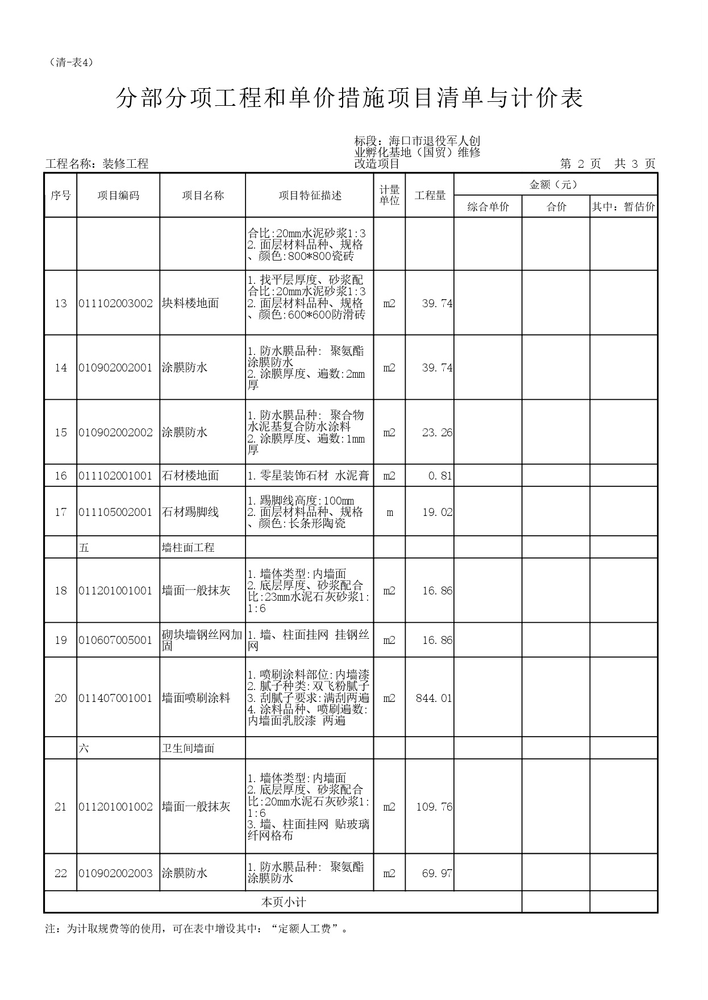 （清-表4）
分部分项工程和单价措施项目清单与计价表
标段：海口市退役军人创
业孵化基地（国贸）维修
改造项目
工程名称：装修工程
第 2 页 共 3 页
序号
项目编码
项目名称
项目特征描述
计量
单位
工程量
金额（元）
综合单价
合价
其中：暂估价
合比:20mm水泥砂浆1:3
2.面层材料品种、规格
、颜色:800*800瓷砖
13
011102003002
块料楼地面
1.找平层厚度、砂浆配
合比:20mm水泥砂浆1:3
2.面层材料品种、规格
、颜色:600*600防滑砖
m2
39.74
14
010902002001
涂膜防水
1.防水膜品种: 聚氨酯
涂膜防水
2.涂膜厚度、遍数:2mm
厚
m2
39.74
15
010902002002
涂膜防水
1.防水膜品种: 聚合物
水泥基复合防水涂料
2.涂膜厚度、遍数:1mm
厚
m2
23.26
16
011102001001
石材楼地面
1.零星装饰石材 水泥膏
m2
0.81
17
011105002001
石材踢脚线
1.踢脚线高度:100mm
2.面层材料品种、规格
、颜色:长条形陶瓷
m
19.02
五
墙柱面工程
18
011201001001
墙面一般抹灰
1.墙体类型:内墙面
2.底层厚度、砂浆配合
比:23mm水泥石灰砂浆1:
1:6
m2
16.86
19
010607005001
砌块墙钢丝网加
固
1.墙、柱面挂网 挂钢丝
网
m2
16.86
20
011407001001
墙面喷刷涂料
1.喷刷涂料部位:内墙漆
2.腻子种类:双飞粉腻子
3.刮腻子要求:满刮两遍
4.涂料品种、喷刷遍数:
内墙面乳胶漆 两遍
m2
844.01
六
卫生间墙面
21
011201001002
墙面一般抹灰
1.墙体类型:内墙面
2.底层厚度、砂浆配合
比:20mm水泥石灰砂浆1:
1:6
3.墙、柱面挂网 贴玻璃
纤网格布
m2
109.76
22
010902002003
涂膜防水
1.防水膜品种: 聚氨酯
涂膜防水
m2
69.97
本页小计
注：为计取规费等的使用，可在表中增设其中：“定额人工费”。